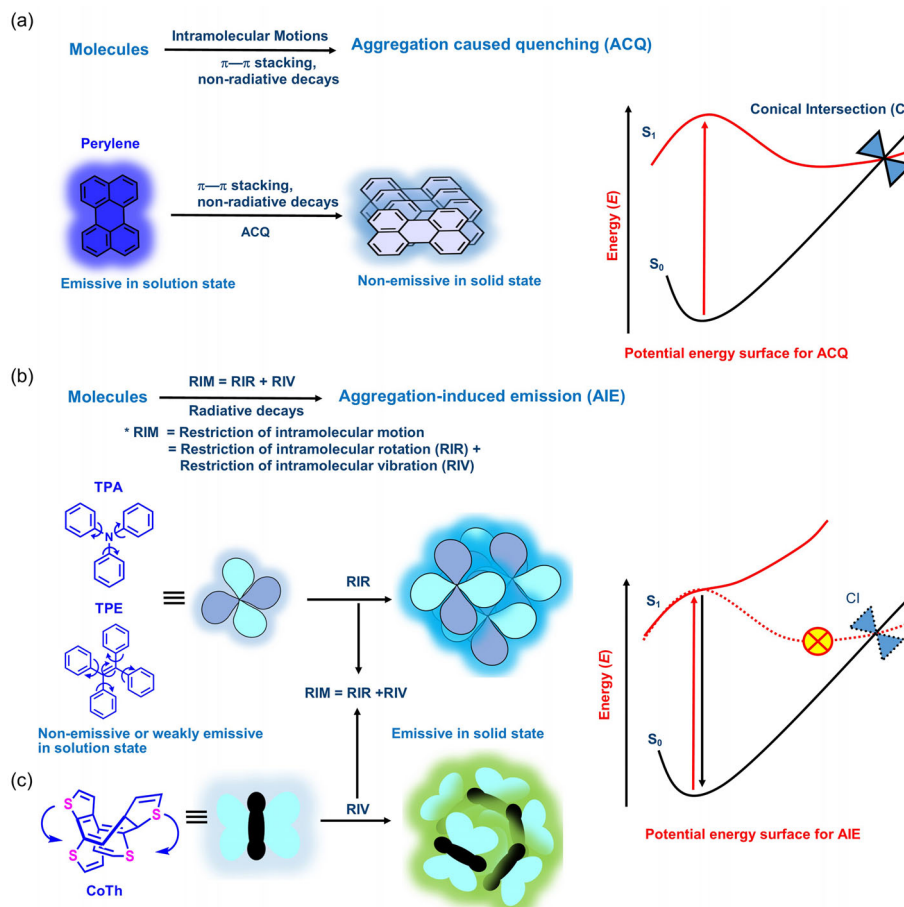 (a)
Molecules
Intramolecular Motions
π—π stacking,
non-radiative decays
Aggregation caused quenching (ACQ)
Perylene
π—π stacking,
non-radiative decays
ACQ
Emissive in solution state
Non-emissive in solid state
Conical Intersection (C
S1
S0
Energy (E)
Potential energy surface for ACQ
(b)
Molecules
RIM = RIR + RIV
Radiative decays
Aggregation-induced emission (AIE)
* RIM = Restriction of intramolecular motion
= Restriction of intramolecular rotation (RIR) +
Restriction of intramolecular vibration (RIV)
TPA
N
TPE
RIR
RIM = RIR +RIV
Non-emissive or weakly emissive
in solution state
Emissive in solid state
S1
CI
S0
Energy (E)
Potential energy surface for AIE
(c)
S
S
S
S
CoTh
RIV